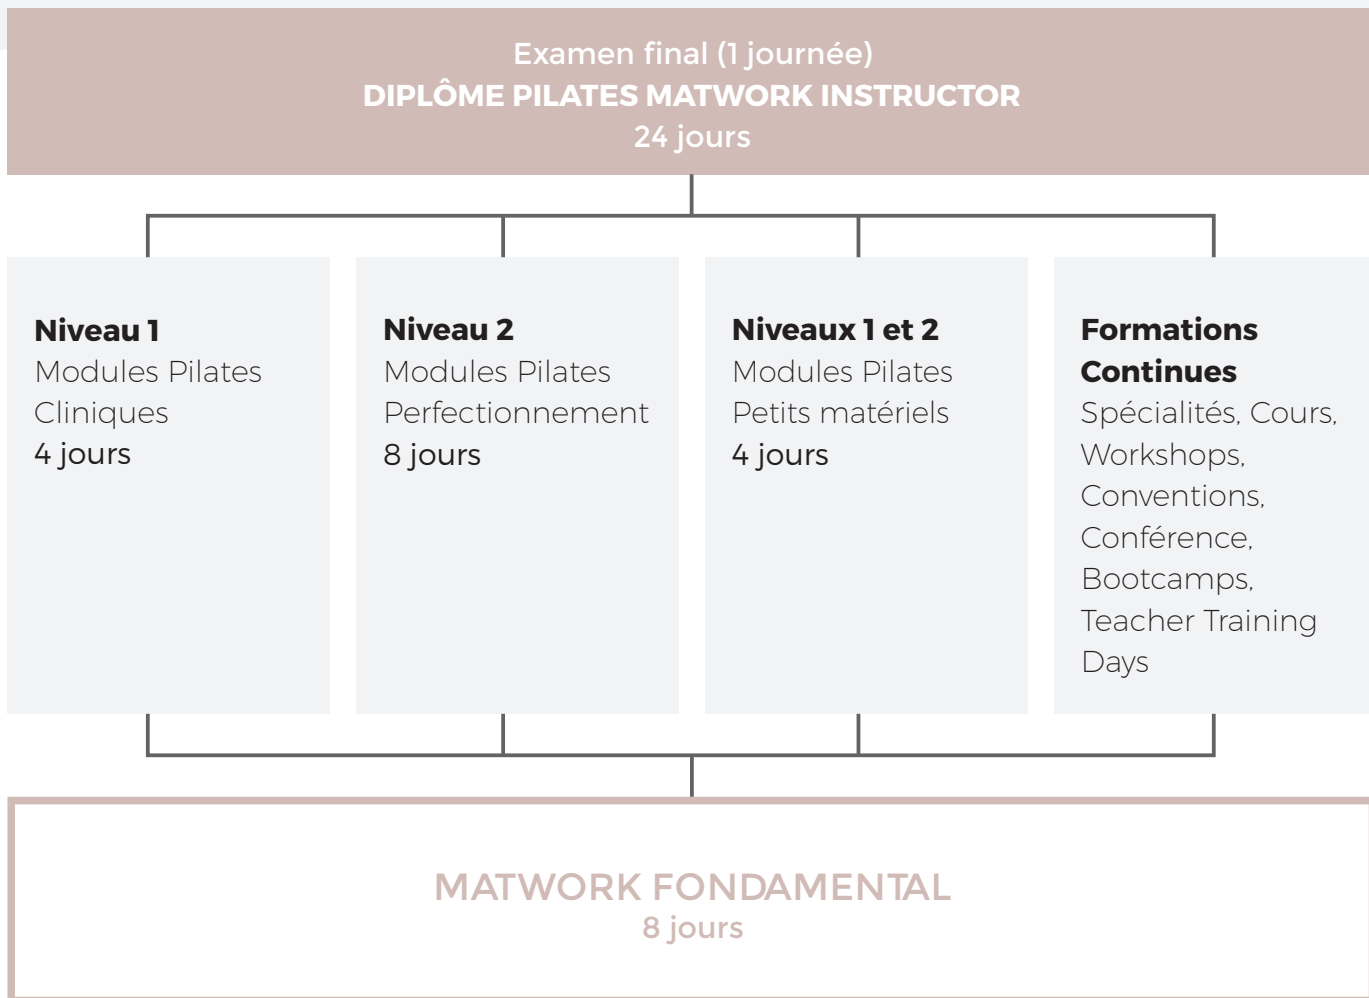 Examen final (1 journée)
DIPLÔME PILATES MATWORK INSTRUCTOR
24 jours
Niveau 1
Modules Pilates
Cliniques
4 jours
Niveau 2
Modules Pilates
Perfectionnement
8 jours
Niveaux 1 et 2
Modules Pilates
Petits matériels
4 jours
Formations
Continues
Spécialités, Cours,
Workshops,
Conventions,
Conférence,
Bootcamps,
Teacher Training
Days
MATWORK FONDAMENTAL
8 jours